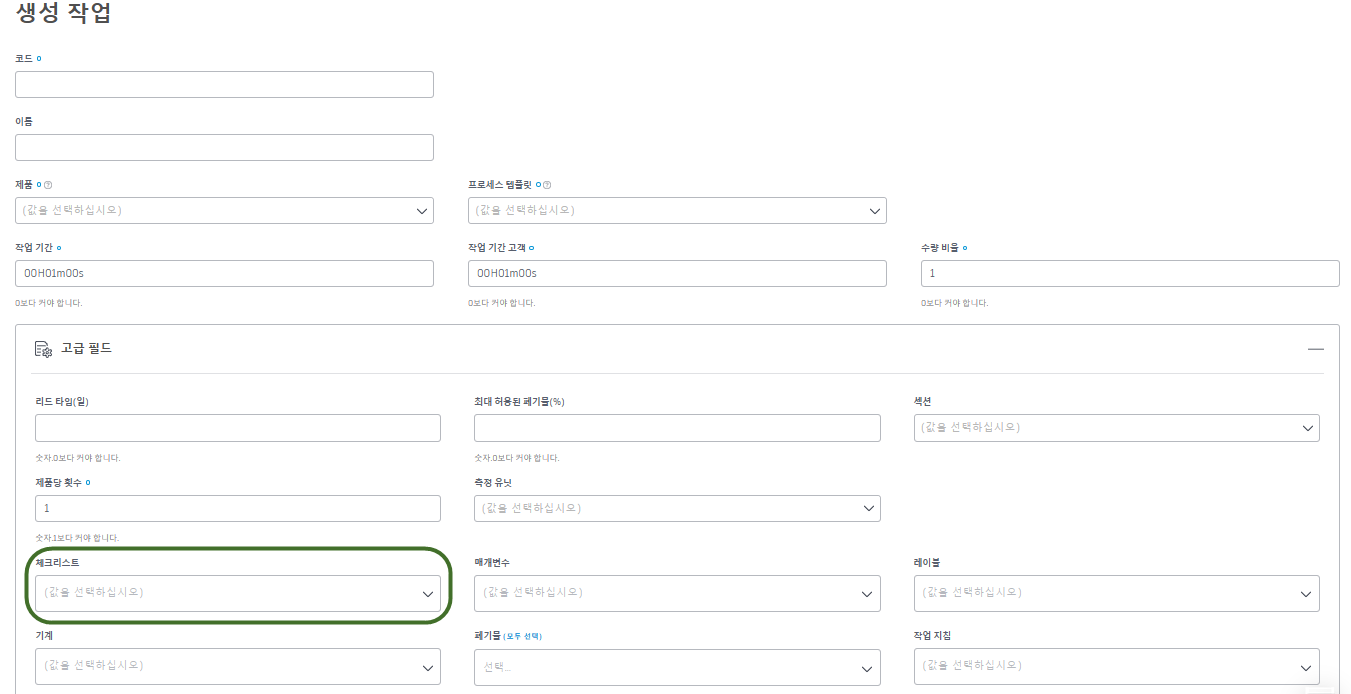 생성 작업
코드
이름
제품
프로세스 템플릿
(값을 선택하십시오)
(값을 선택하십시오)
작업 기간
작업 기간 고객
수량 비율
00H01m00s
00H01m00s
1
0보다 커야 합니다.
0보다 커야 합니다.
0보다 커야 합니다.
고급 필드
리드 타임(일)
최대 허용된 폐기물(%)
섹션
(값을 선택하십시오)
숫자.0보다 커야 합니다.
숫자.0보다 커야 합니다.
제품당 횟수
측정 유닛
1
(값을 선택하십시오)
숫자.1보다 커야 합니다.
체크리스트
매개변수
레이블
(값을 선택하십시오)
(값을 선택하십시오)
(값을 선택하십시오)
기계
폐기물 (모두 선택)
작업 지침
(값을 선택하십시오)
선택...
(값을 선택하십시오)